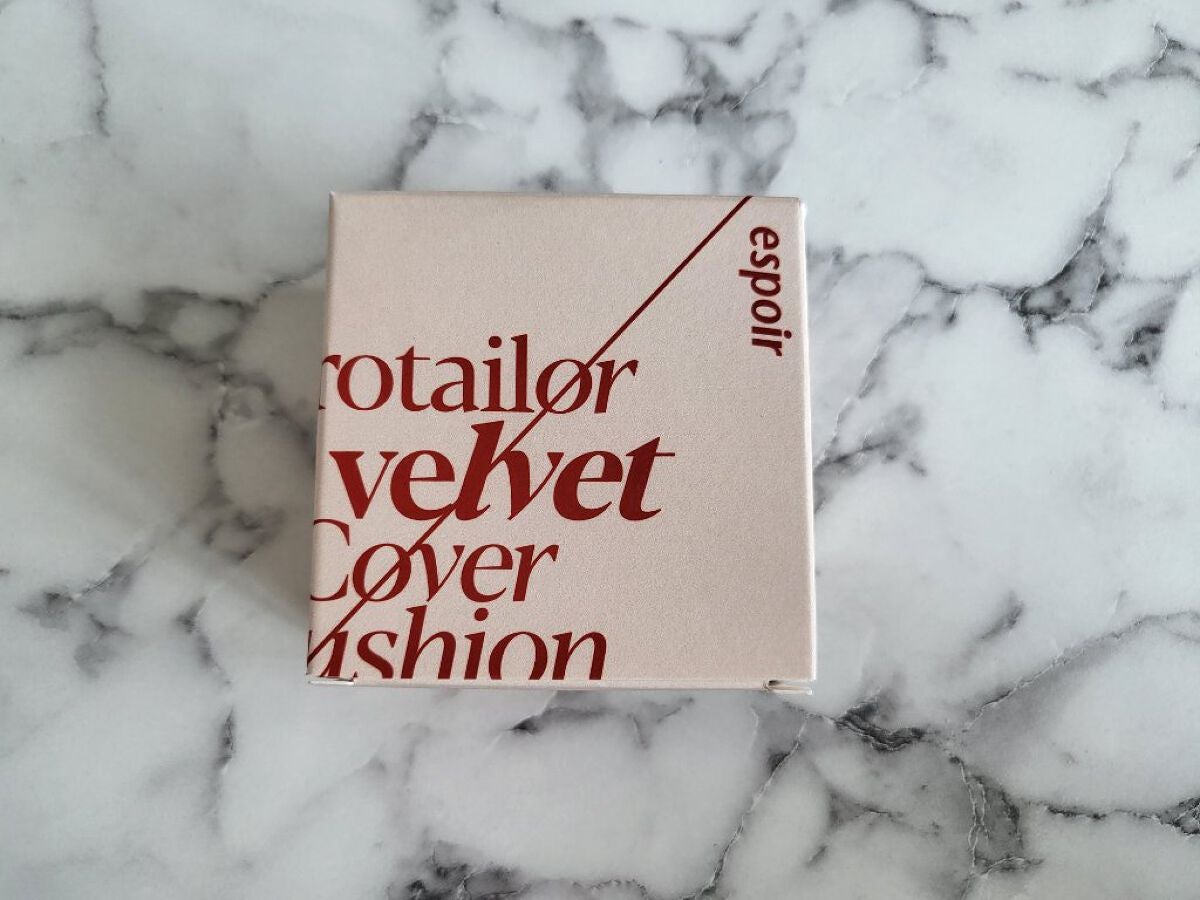 espoir
rotailor
velvet
Cover
ushion